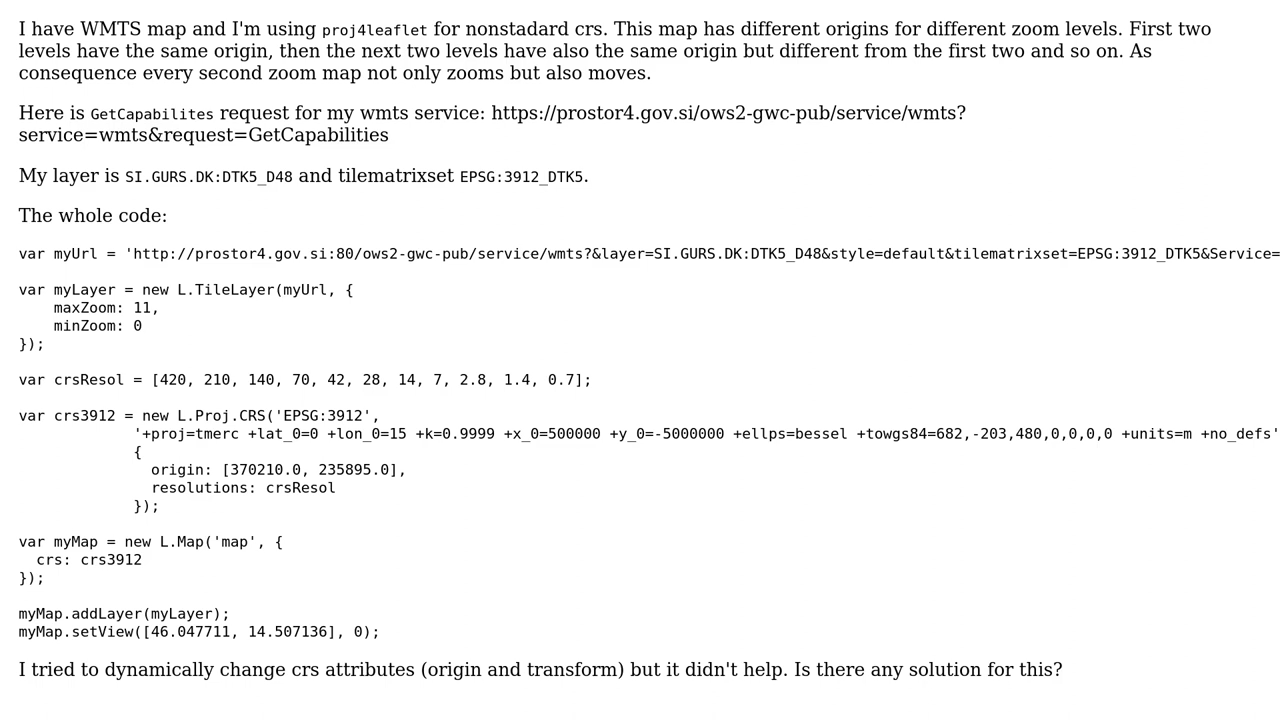 I have WMTS map and I'm using proj4leaflet for nonstadard crs. This map has different origins for different zoom levels. First two
levels have the same origin, then the next two levels have also the same origin but different from the first two and so on. As
consequence every second zoom map not only zooms but also moves.
Here is GetCapabilites request for my wmts service: https://prostor4.gov.si/ows2-gwc-pub/service/wmts?
service=wmts&request=GetCapabilities
My layer is SI.GURS.DK:DTK5_D48 and tilematrixset EPSG:3912_DTK5.
The whole code:
var myUrl = 'http://prostor4.gov.si:80/ows2-gwc-pub/service/wmts?&layer=SI.GURS.DK:DTK5_D48&style=default&tilematrixset=EPSG:3912_DTK5&Service=
var myLayer = new L.TileLayer(myUrl, {
    maxZoom: 11,
    minZoom: 0
});
var crsResol = [420, 210, 140, 70, 42, 28, 14, 7, 2.8, 1.4, 0.7];
var crs3912 = new L.Proj.CRS('EPSG:3912',
             '+proj=tmerc +lat_0=0 +lon_0=15 +k=0.9999 +x_0=500000 +y_0=-5000000 +ellps=bessel +towgs84=682,-203,480,0,0,0,0 +units=m +no_defs'
             {
               origin: [370210.0, 235895.0],
               resolutions: crsResol
             });
var myMap = new L.Map('map', {
  crs: crs3912
});
myMap.addLayer(myLayer);
myMap.setView([46.047711, 14.507136], 0);
I tried to dynamically change crs attributes (origin and transform) but it didn't help. Is there any solution for this?